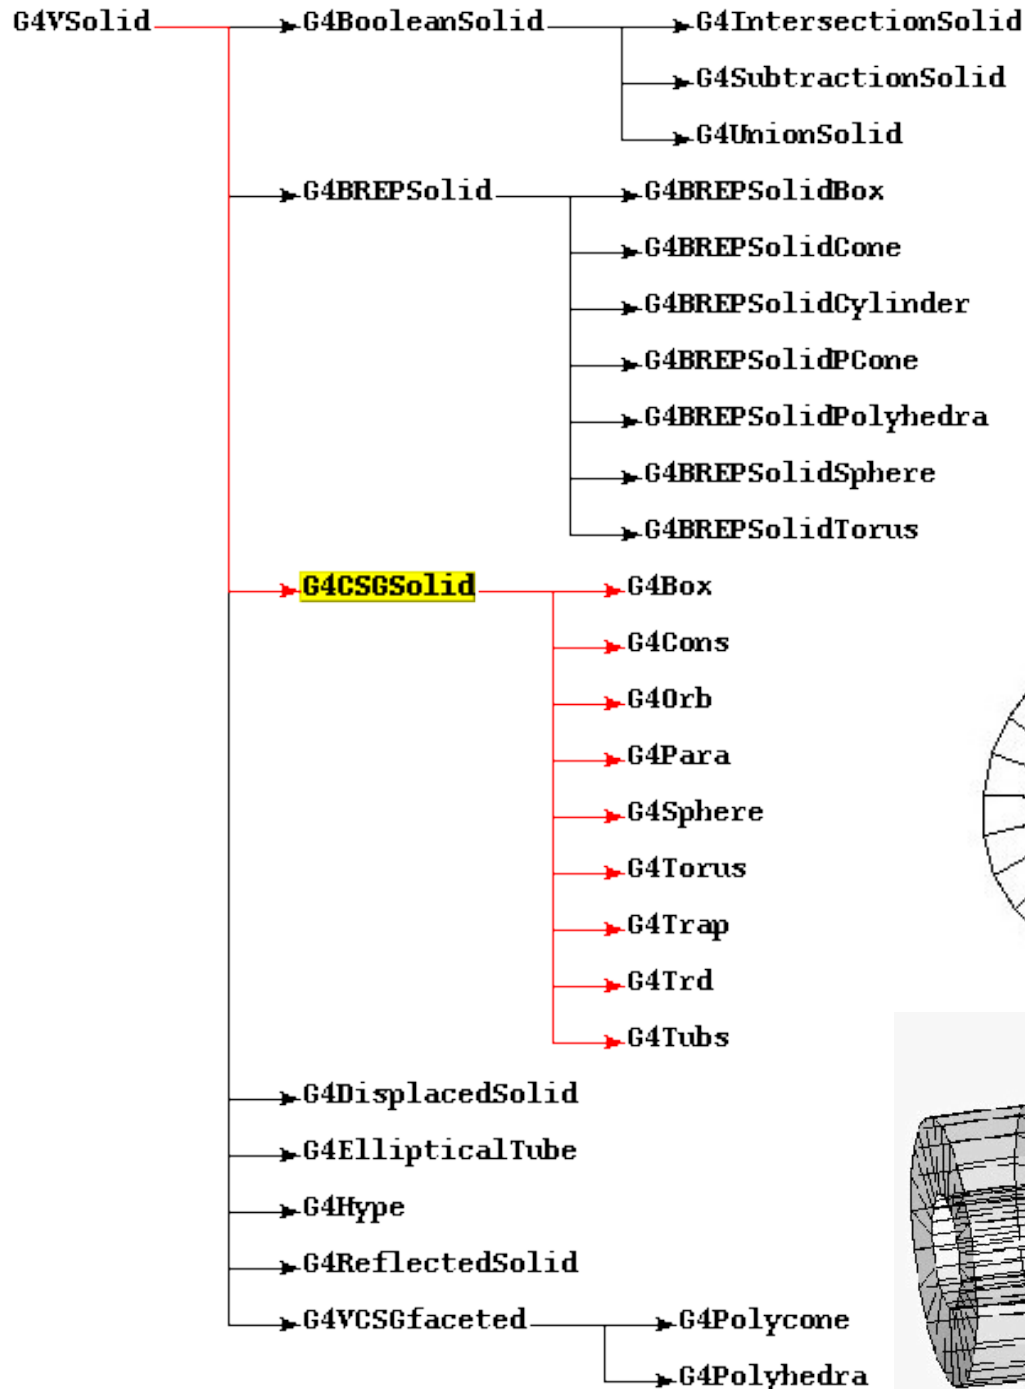 G4VSolid G4BooleanSolid G4IntersectionSolid
G4SubtractionSolid
G4UnionSolid
G4BREPSolid G4BREPSolidBox
G4BREPSolidCone
G4BREPSolidCylinder
G4BREPSolidPCone
G4BREPSolidPolyhedra
G4BREPSolidSphere
G4BREPSolidTorus
G4CSGSolid G4Box
G4Cons
G4Orb
G4Para
G4Sphere
G4Torus
G4Trap
G4Trd
G4Tubs
G4DisplacedSolid
G4EllipticalTube
G4Hype
G4ReflectedSolid
G4VCSGfaceted G4Polycone
G4Polyhedra